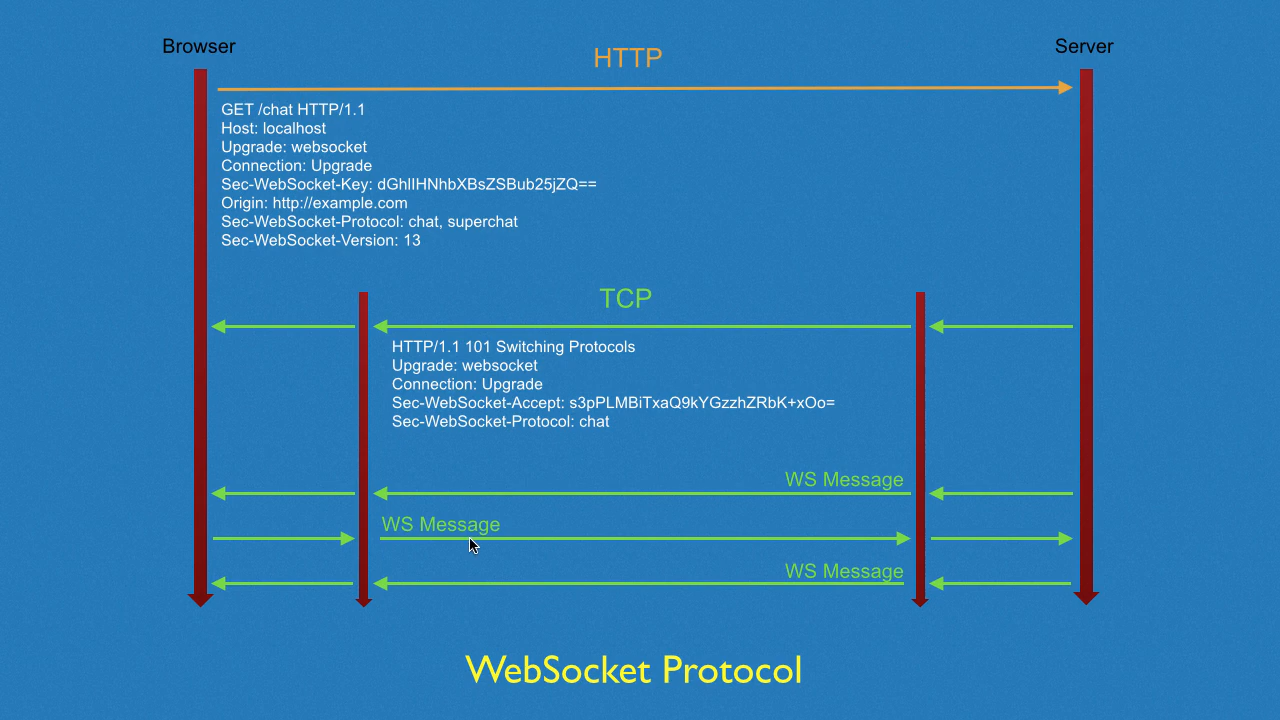 Browser
HTTP
Server
GET /chat HTTP/1.1
Host: localhost
Upgrade: websocket
Connection: Upgrade
Sec-WebSocket-Key: dGhlIHNhbXBsZSBub25jZQ==
Origin: http://example.com
Sec-WebSocket-Protocol: chat, superchat
Sec-WebSocket-Version: 13
TCP
HTTP/1.1 101 Switching Protocols
Upgrade: websocket
Connection: Upgrade
Sec-WebSocket-Accept: s3pPLMBiTxaQ9kYGzzhZRbK+xOo=
Sec-WebSocket-Protocol: chat
WS Message
WS Message
WS Message
WebSocket Protocol